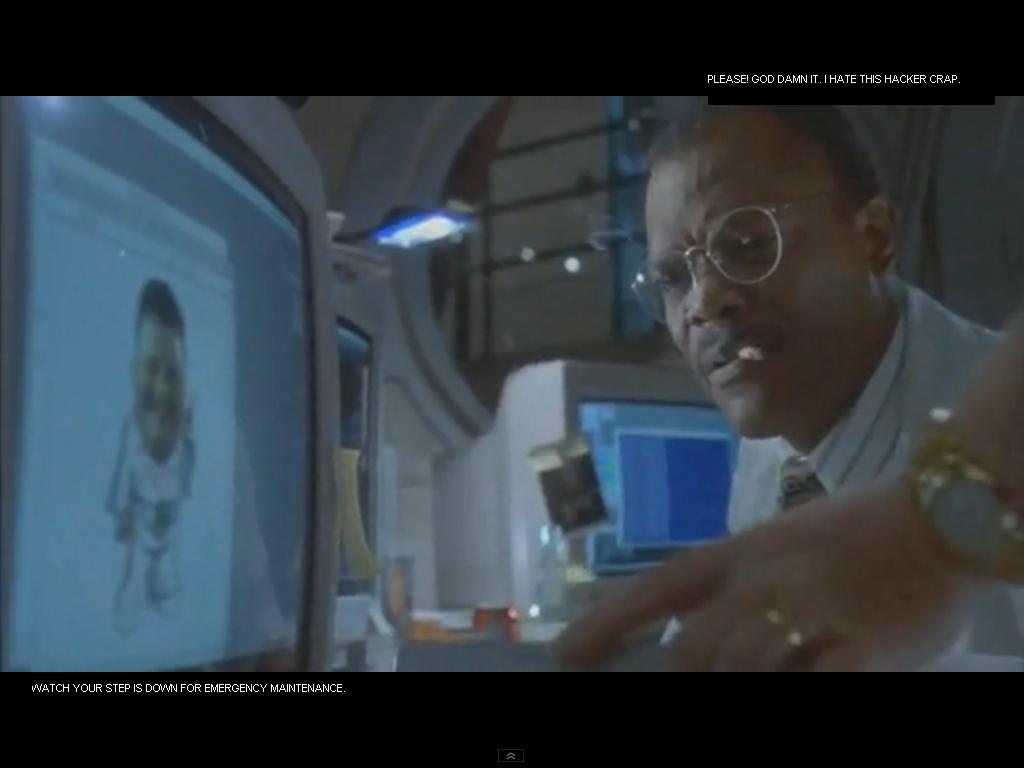 PLEASE! GOD DAMN IT. I HATE THIS HACKER CRAP.
WATCH YOUR STEP IS DOWN FOR EMERGENCY MAINTENANCE.